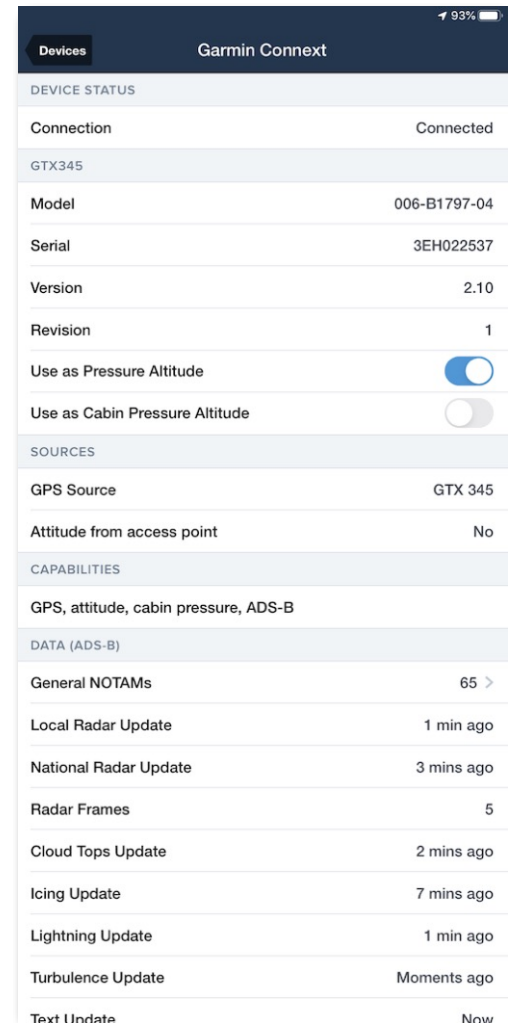 93%
Devices
Garmin Connext
DEVICE STATUS
Connection Connected
GTX345
Model 006-B1797-04
Serial 3EH022537
Version 2.10
Revision 1
Use as Pressure Altitude
Use as Cabin Pressure Altitude
SOURCES
GPS Source GTX 345
Attitude from access point No
CAPABILITIES
GPS, attitude, cabin pressure, ADS-B
DATA (ADS-B)
General NOTAMs 65 >
Local Radar Update 1 min ago
National Radar Update 3 mins ago
Radar Frames 5
Cloud Tops Update 2 mins ago
Icing Update 7 mins ago
Lightning Update 1 min ago
Turbulence Update Moments ago
Text Update Now